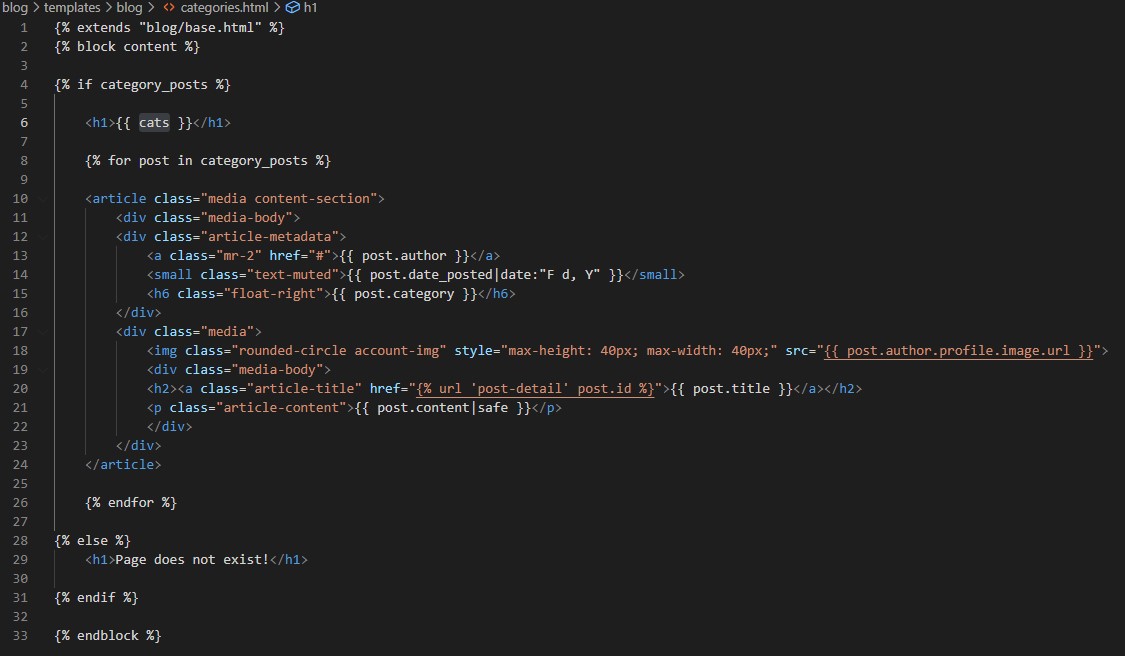 blog > templates > blog > <> categories.html > h1
1 {% extends "blog/base.html" %}
2 {% block content %}
3
4 {% if category_posts %}
5
6 <h1>{{ cats }}</h1>
7
8 {% for post in category_posts %}
9
10 <article class="media content-section">
11 <div class="media-body">
12 <div class="article-metadata">
13 <a class="mr-2" href="#">{{ post.author }}</a>
14 <small class="text-muted">{{ post.date_posted|date:"F d, Y" }}</small>
15 <h6 class="float-right">{{ post.category }}</h6>
16 </div>
17 <div class="media">
18 <img class="rounded-circle account-img" style="max-height: 40px; max-width: 40px;" src="{{ post.author.profile.image.url }}">
19 <div class="media-body">
20 <h2><a class="article-title" href="{% url 'post-detail' post.id %}">{{ post.title }}</a></h2>
21 <p class="article-content">{{ post.content|safe }}</p>
22 </div>
23 </div>
24 </article>
25
26 {% endfor %}
27
28 {% else %}
29 <h1>Page does not exist!</h1>
30
31 {% endif %}
32
33 {% endblock %}